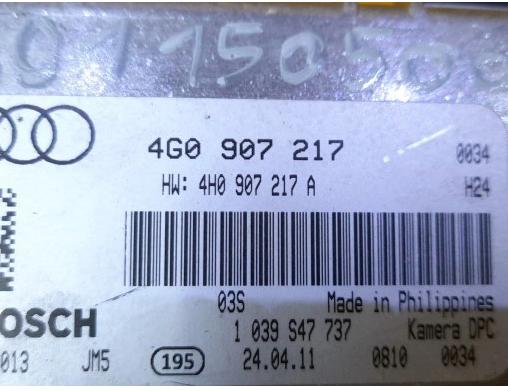 01150500
4G0 907 217 0034
HW: 4H0 907 217 A H24
03S Made in Philippines
OSCH 1 039 S47 737 Kamera DPC
013 JM5 195 24.04.11 0810 0034